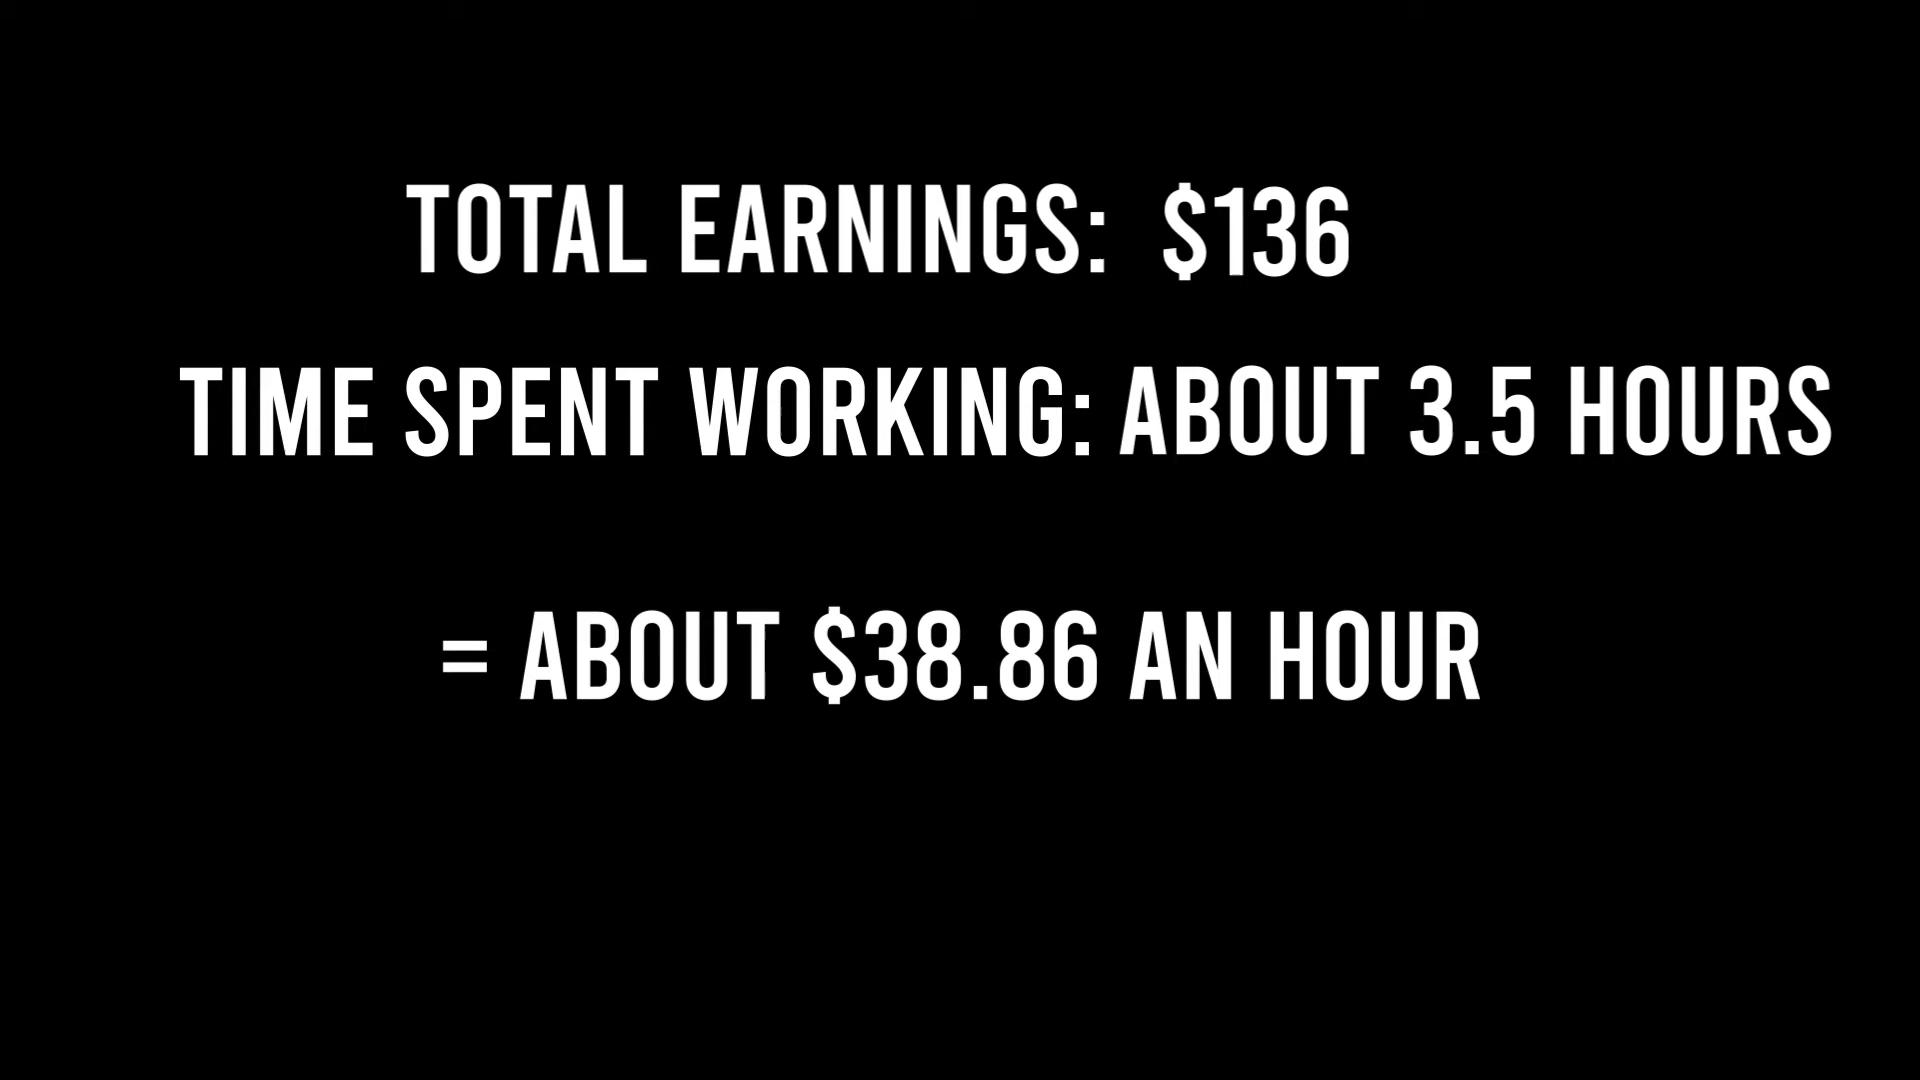 TOTAL EARNINGS: $136
TIME SPENT WORKING: ABOUT 3.5 HOURS
= ABOUT $38.86 AN HOUR